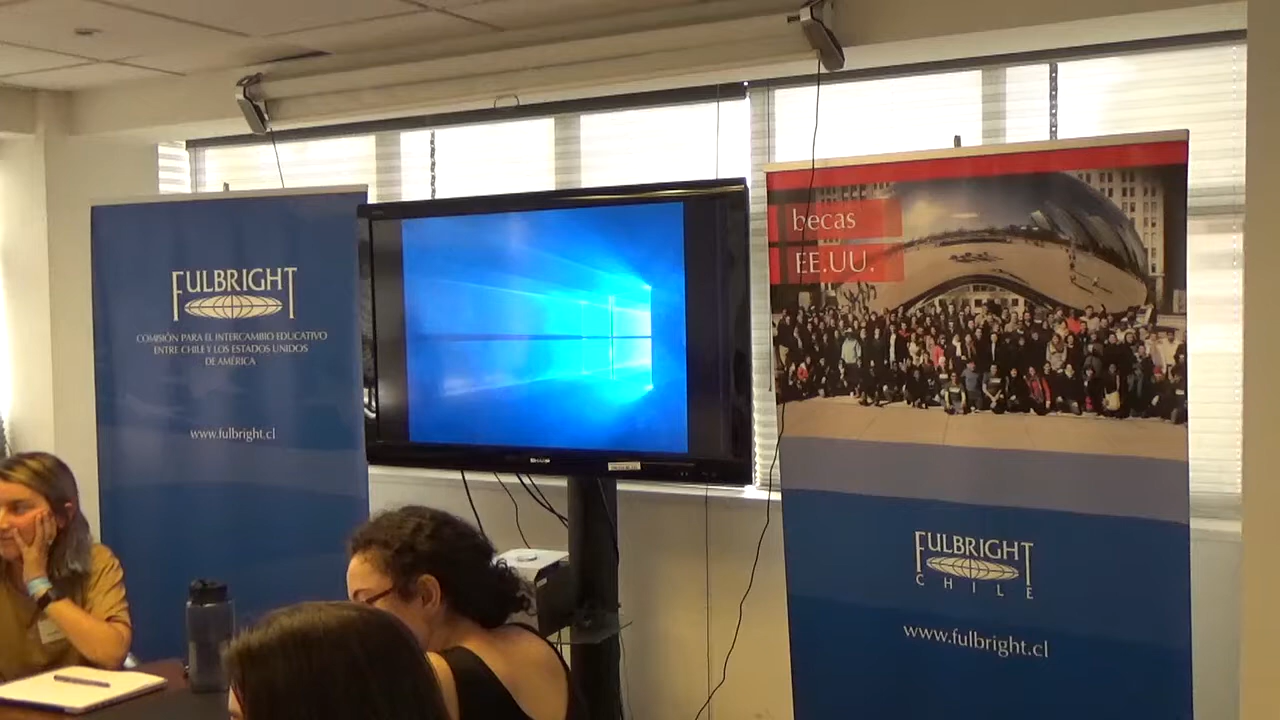 FULBRIGHT
COMISIÓN PARA EL INTERCAMBIO EDUCATIVO
ENTRE CHILE Y LOS ESTADOS UNIDOS
DE AMÉRICA
www.fulbright.cl
becas
EE.UU.
FULBRIGHT
CHILE
www.fulbright.cl